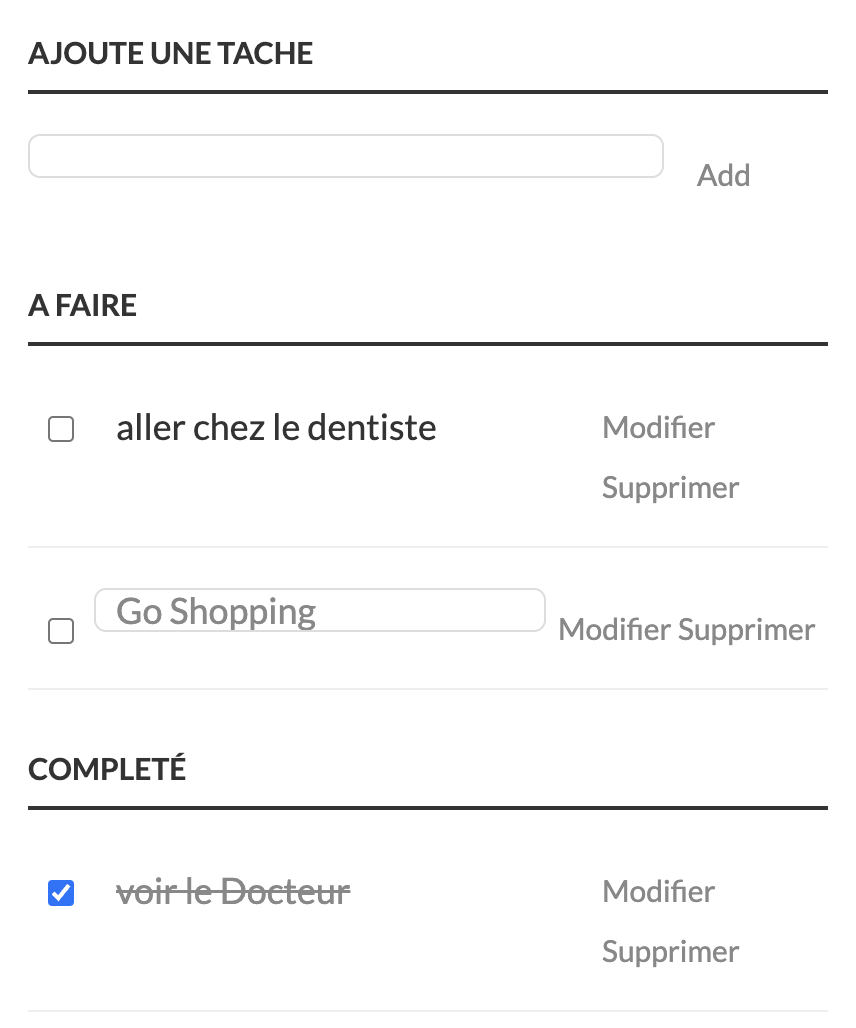 AJOUTE UNE TACHE
Add
A FAIRE
aller chez le dentiste
Modifier
Supprimer
Go Shopping
Modifier Supprimer
COMPLETÉ
voir le Docteur
Modifier
Supprimer